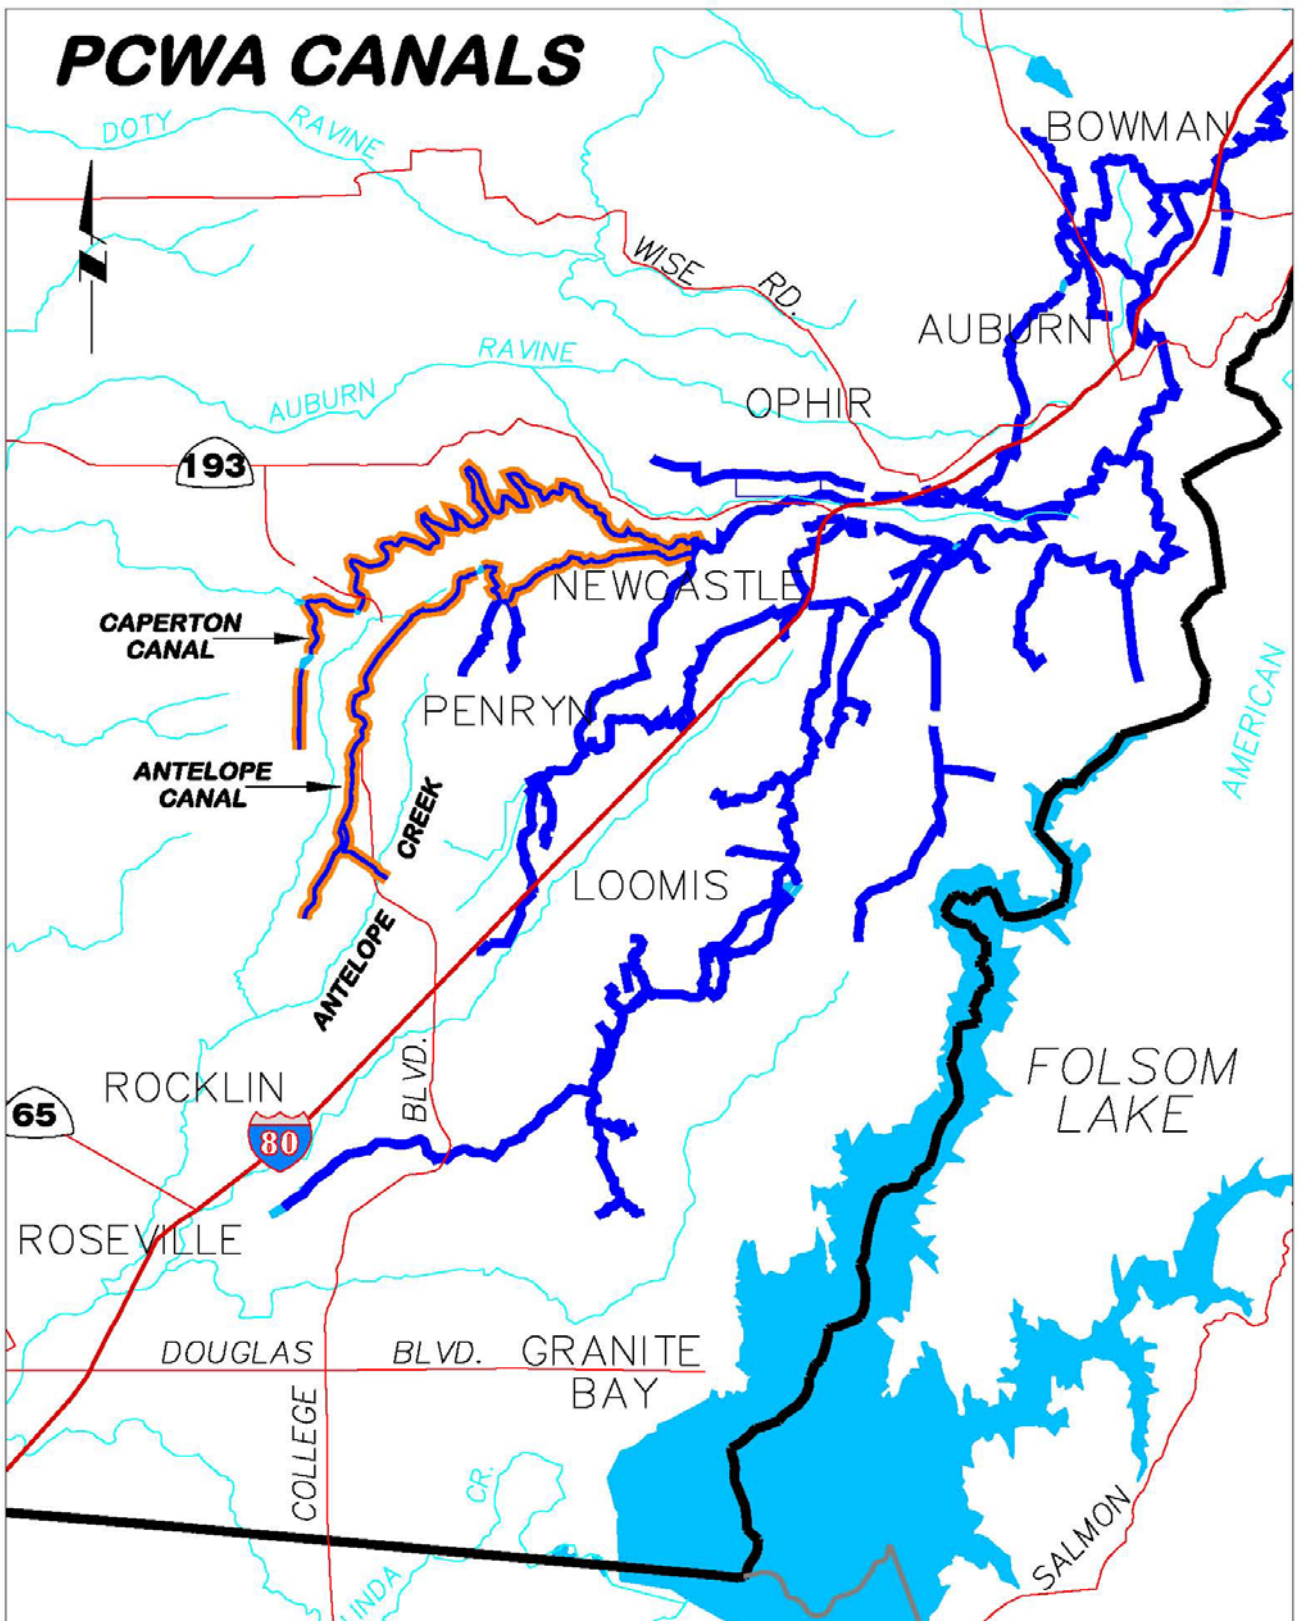 PCWA CANALS
DOTY
RAVINE
BOWMAN
N
WISE
RD.
AUBURN
RAVINE
AUBURN
OPHIR
193
NEWCASTLE
CAPERTON
CANAL
PENRYN
AMERICAN
ANTELOPE
CANAL
CREEK
LOOMIS
ANTELOPE
BLVD.
FOLSOM
LAKE
ROCKLIN
65
80
ROSEVILLE
DOUGLAS
BLVD.
GRANITE
BAY
COLLEGE
CR.
SALMON
LINDA